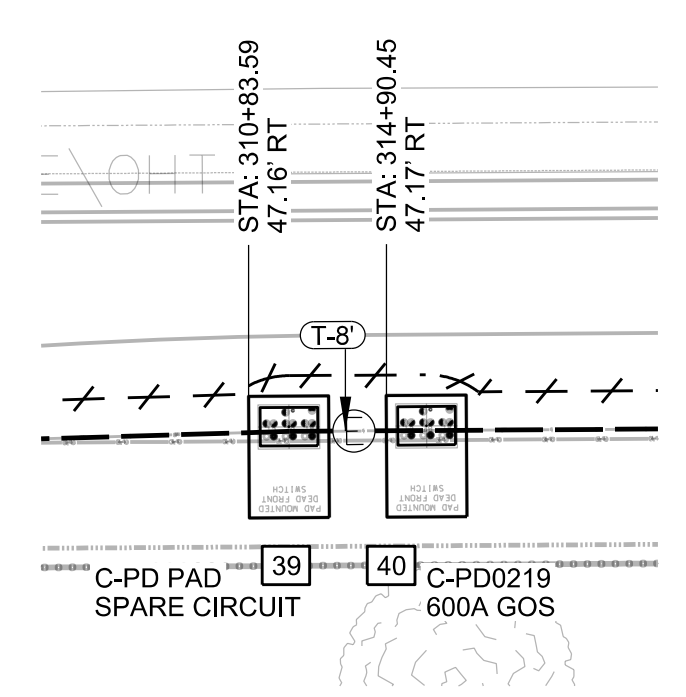 STA: 310+83.59
47.16' RT
STA: 314+90.45
47.17' RT
E\OHT
T-8'
E
PAD MOUNTED
DEAD FRONT
SWITCH
PAD MOUNTED
DEAD FRONT
SWITCH
39
40
C-PD PAD
SPARE CIRCUIT
C-PD0219
600A GOS